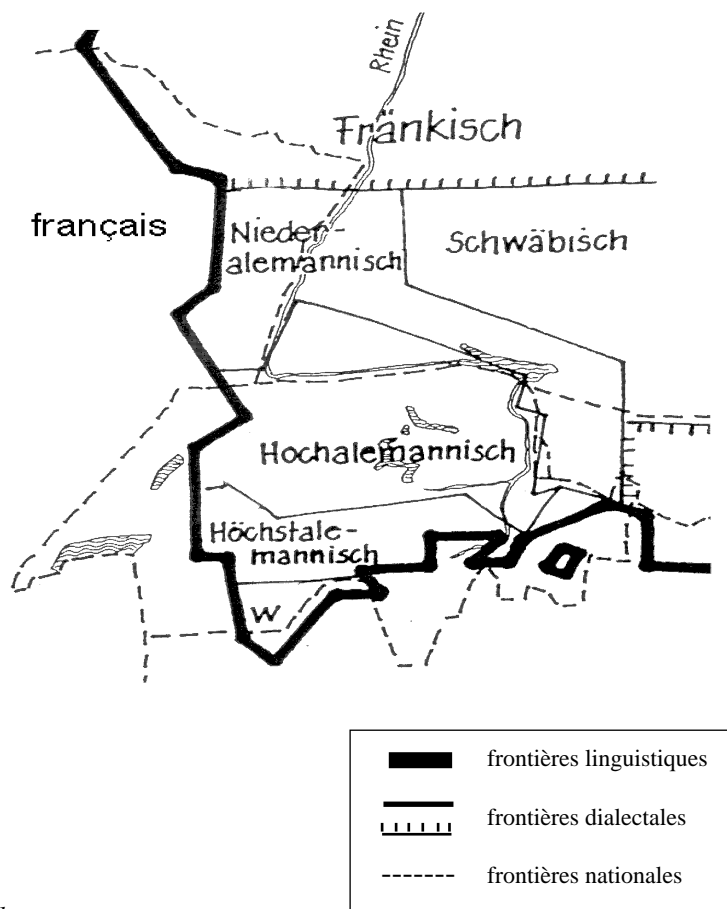 Rhein
Fränkisch
français
Nieder-
alemannisch
Schwäbisch
Hochalemannisch
Höchstale-
mannisch
W
frontières linguistiques
frontières dialectales
frontières nationales